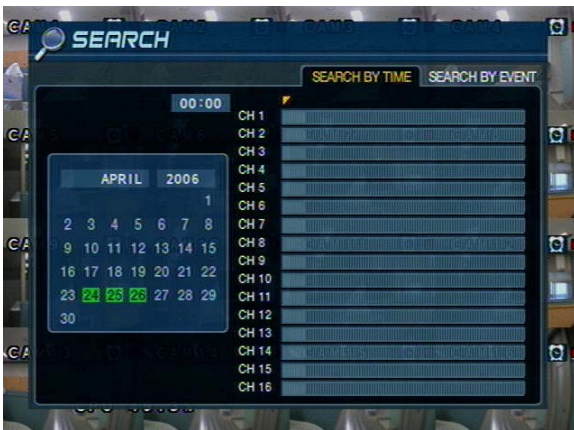 SEARCH
SEARCH BY TIME SEARCH BY EVENT
00:00
CH 1
CH 2
CH 3
CH 4
CH 5
CH 6
CH 7
CH 8
CH 9
CH 10
CH 11
CH 12
CH 13
CH 14
CH 15
CH 16
APRIL 2006
1
2 3 4 5 6 7 8
9 10 11 12 13 14 15
16 17 18 19 20 21 22
23 24 25 26 27 28 29
30